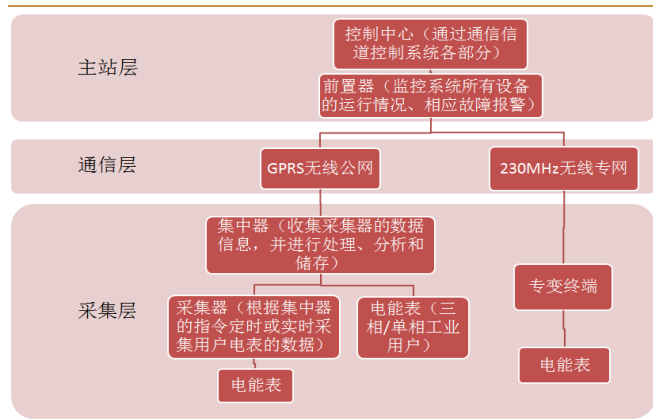 主站层
控制中心（通过通信信
道控制系统各部分）
前置器（监控系统所有设备
的运行情况、相应故障报警）
通信层
GPRS无线公网
230MHz无线专网
采集层
集中器（收集采集器的数据
信息，并进行处理、分析和
储存）
采集器（根据集中器
的指令定时或实时采
集用户电表的数据）
电能表
电能表（三
相/单相工业
用户）
专变终端
电能表